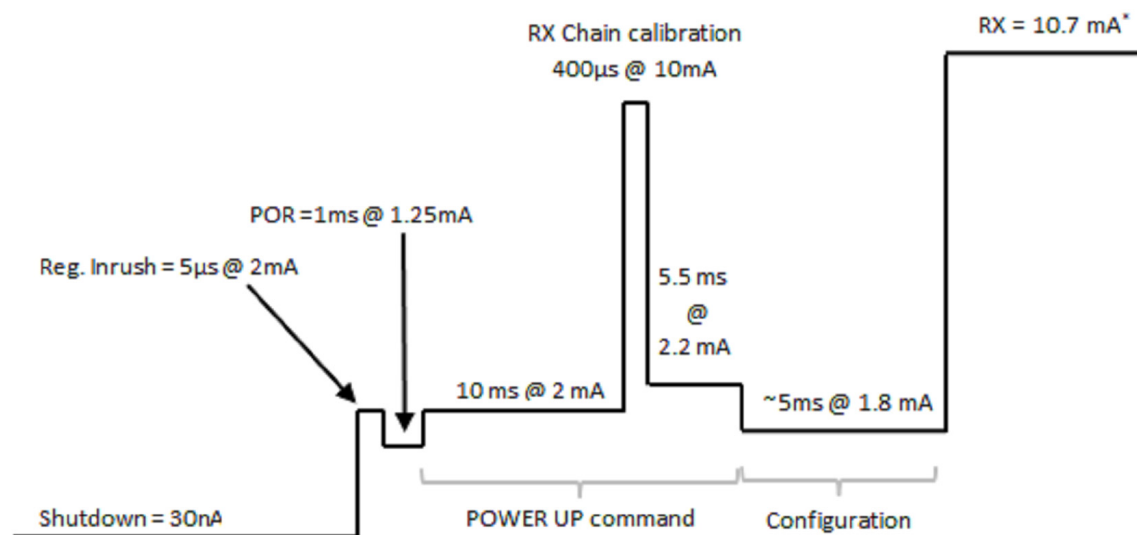 RX = 10.7 mA*
RX Chain calibration
400µs @ 10mA
POR =1ms @ 1.25mA
Reg. Inrush = 5µs @ 2mA
5.5 ms
@
2.2 mA
10 ms @ 2 mA
~5ms @ 1.8 mA
Shutdown = 30nA
POWER UP command
Configuration